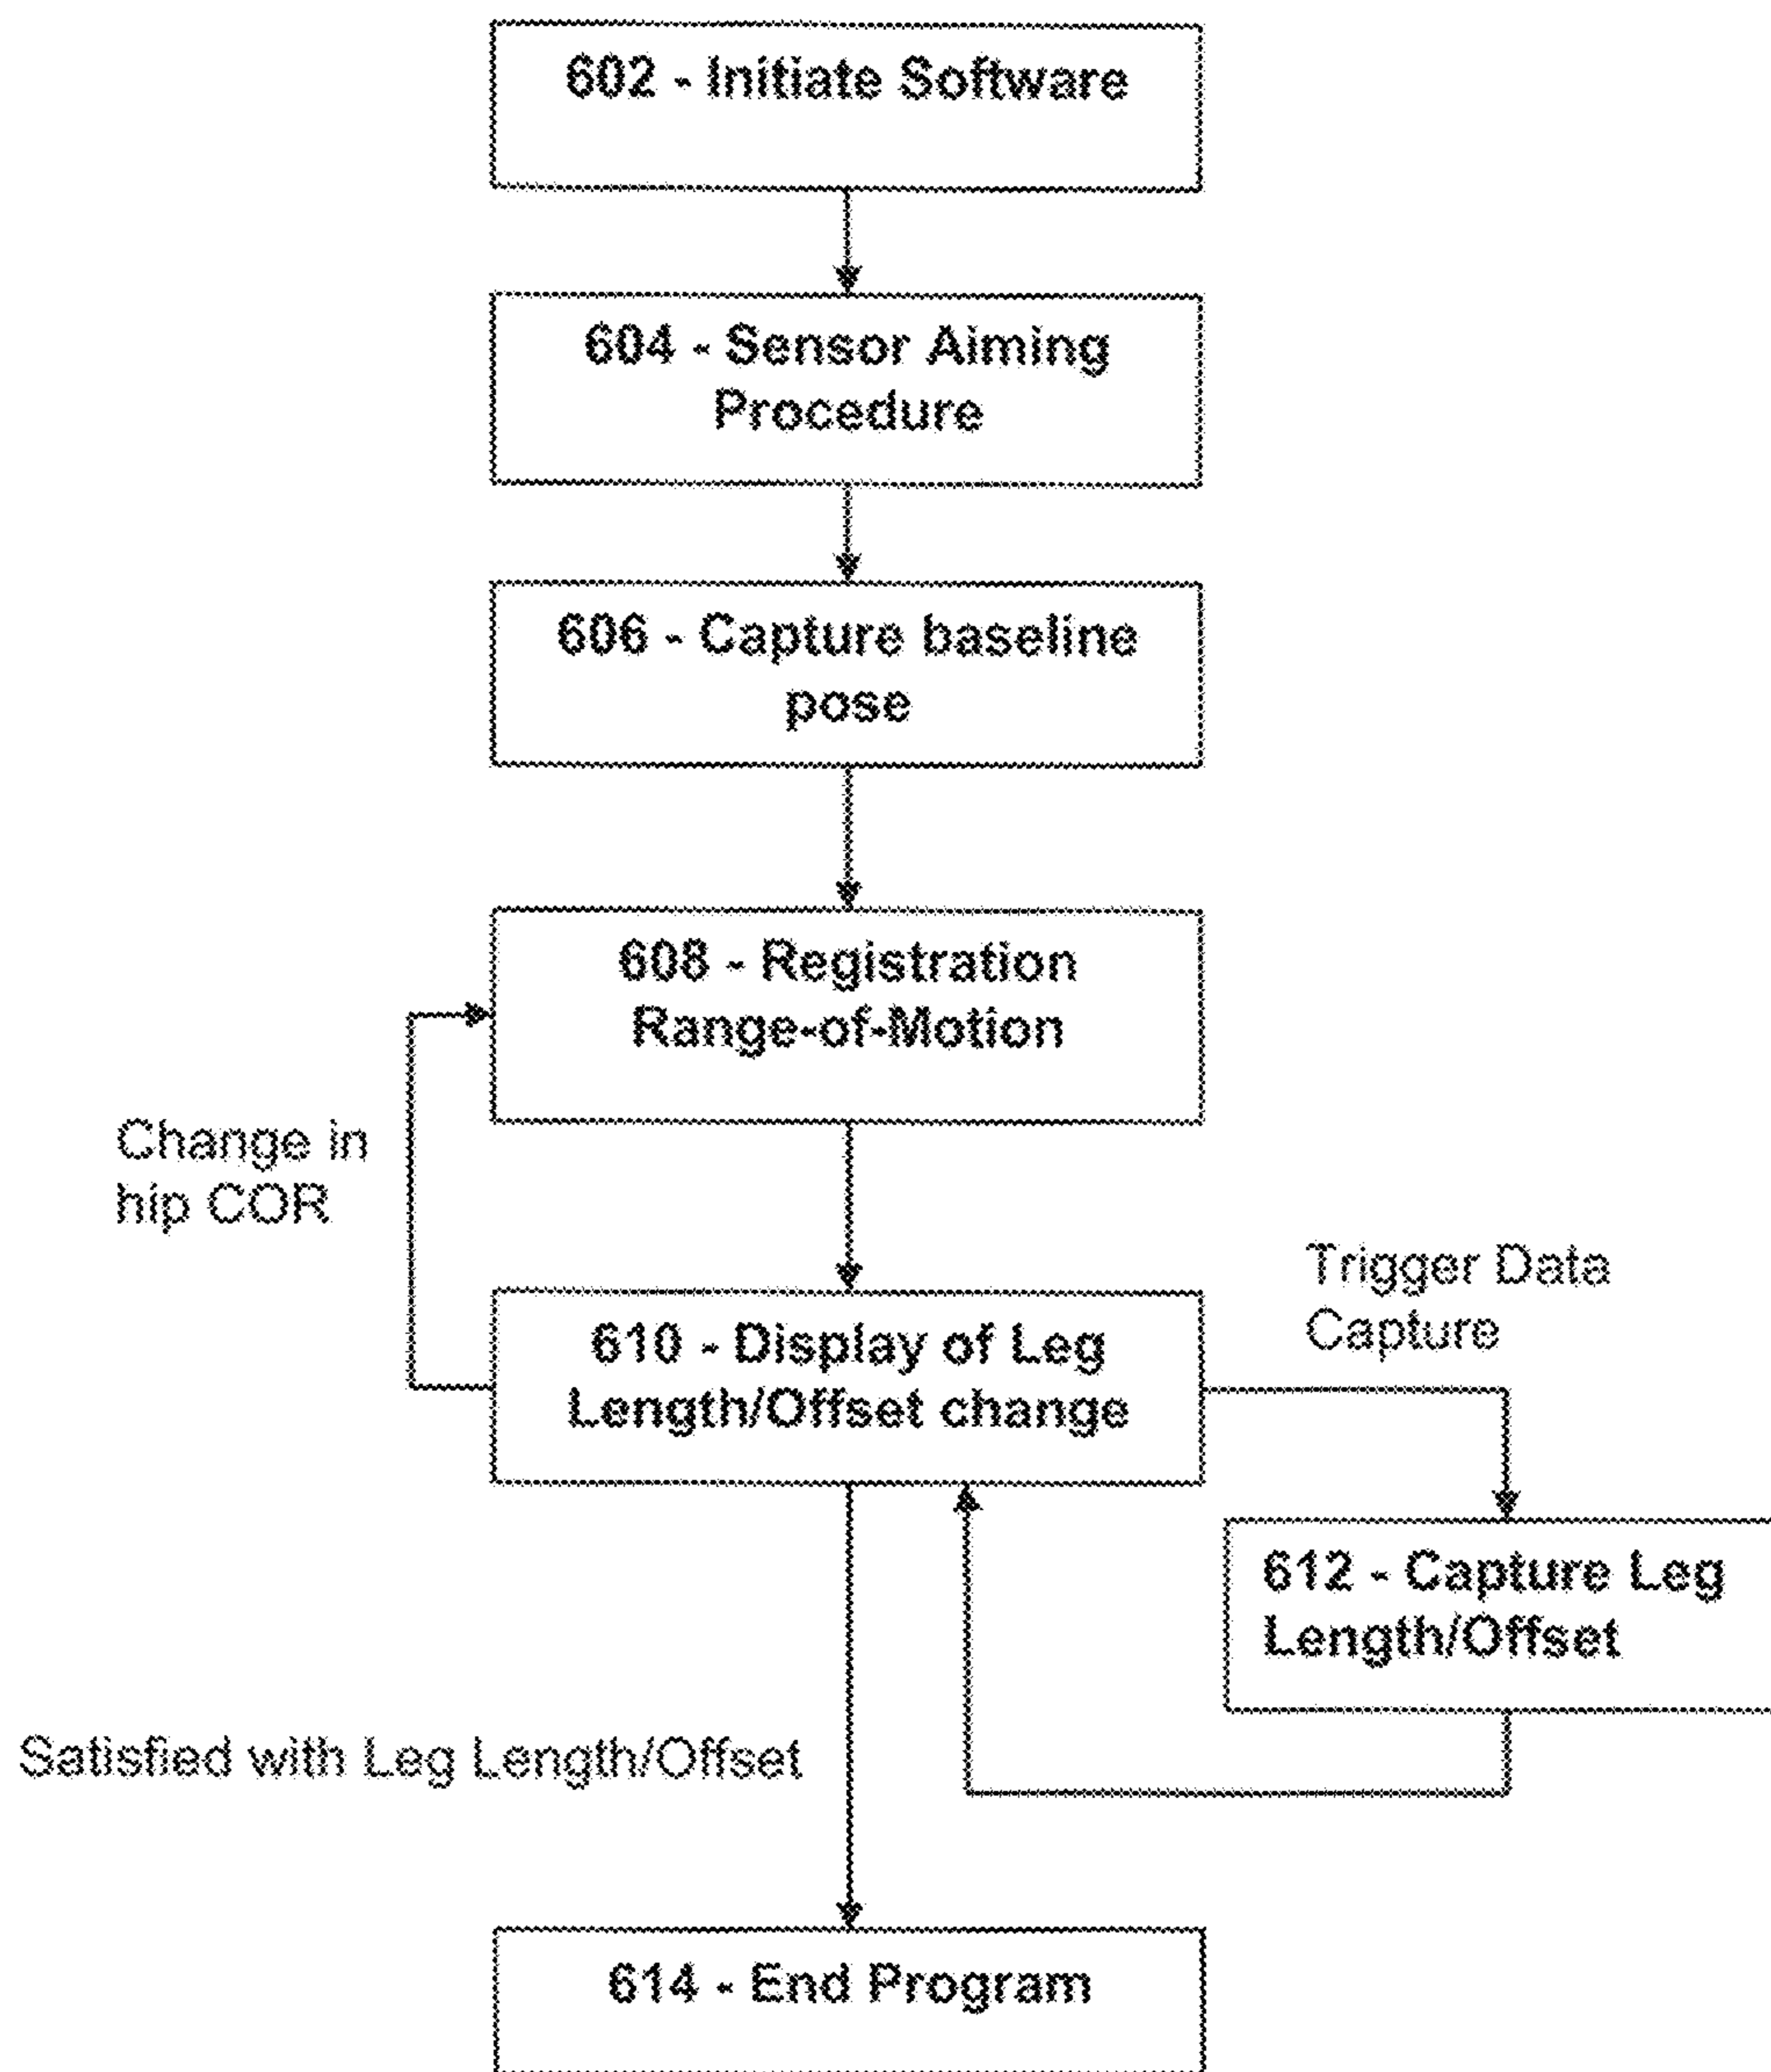 602 - Initiate Software
604 - Sensor Aiming
Procedure
606 - Capture baseline
pose
608 - Registration
Range-of-Motion
Change in
hip COR
610 - Display of Leg
Length/Offset change
Trigger Data
Capture
612 - Capture Leg
Length/Offset
Satisfied with Leg Length/Offset
614 - End Program